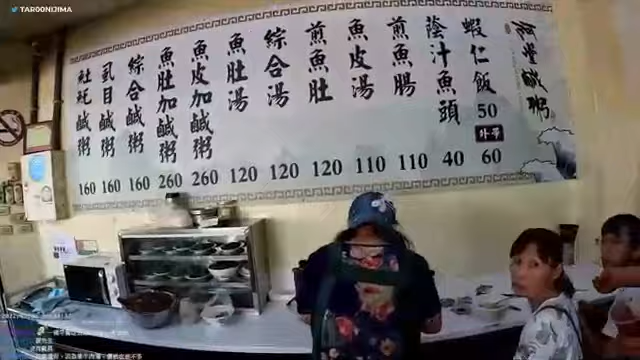 TAROONIJIMA
阿堂鹹粥
蝦仁飯
50
外帶
60
蔭汁魚頭
40
煎魚腸
110
魚皮湯
110
煎魚肚
120
綜合湯
120
魚肚湯
120
魚皮加鹹粥
260
魚肚加鹹粥
260
綜合鹹粥
160
虱目鹹粥
160
蚵鹹粥
160